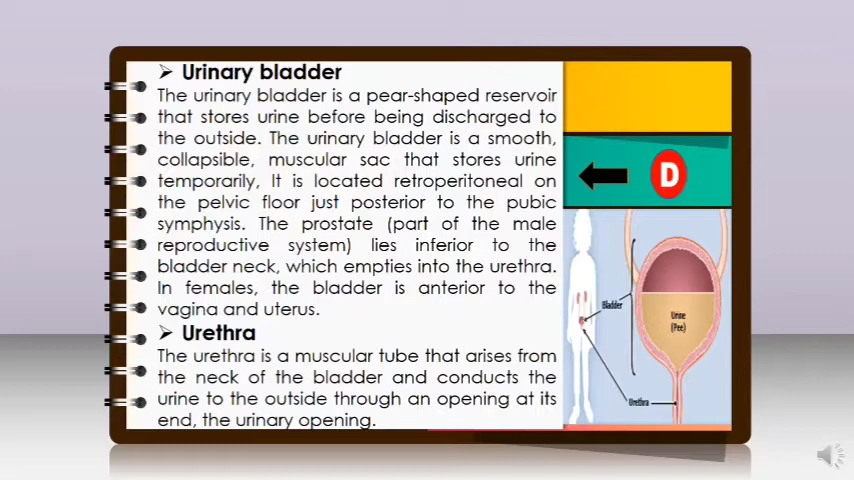 ➢ Urinary bladder
The urinary bladder is a pear-shaped reservoir
that stores urine before being discharged to
the outside. The urinary bladder is a smooth,
collapsible, muscular sac that stores urine
temporarily, It is located retroperitoneal on
the pelvic floor just posterior to the pubic
symphysis. The prostate (part of the male
reproductive system) lies inferior to the
bladder neck, which empties into the urethra.
In females, the bladder is anterior to the
vagina and uterus.
➢ Urethra
The urethra is a muscular tube that arises from
the neck of the bladder and conducts the
urine to the outside through an opening at its
end, the urinary opening.
D
Bladder
Urine
(Pee)
Urethra